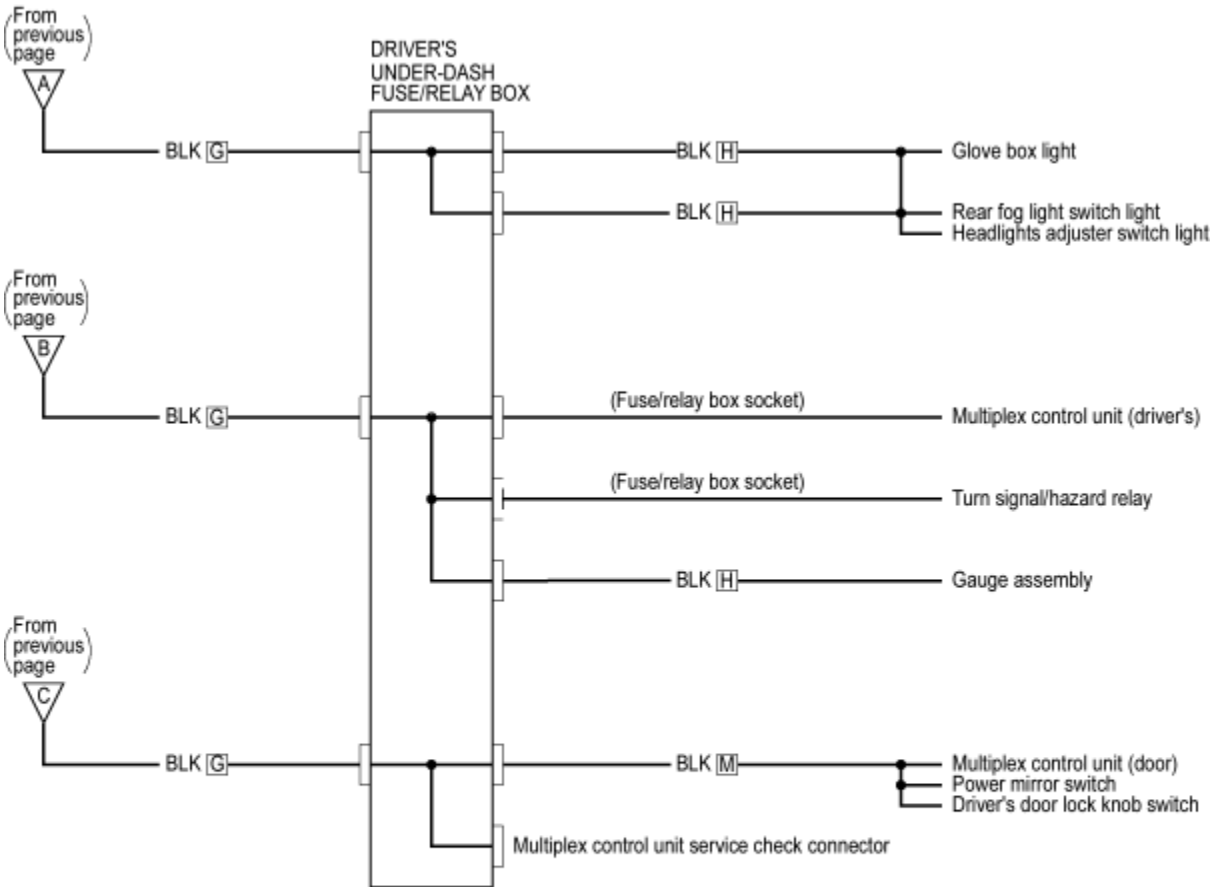 (From
previous
page)
A
DRIVER'S
UNDER-DASH
FUSE/RELAY BOX
BLK G
BLK H
Glove box light
BLK H
Rear fog light switch light
Headlights adjuster switch light
(From
previous
page)
B
BLK G
(Fuse/relay box socket)
Multiplex control unit (driver's)
(Fuse/relay box socket)
Turn signal/hazard relay
BLK H
Gauge assembly
(From
previous
page)
C
BLK G
BLK M
Multiplex control unit (door)
Power mirror switch
Driver's door lock knob switch
Multiplex control unit service check connector